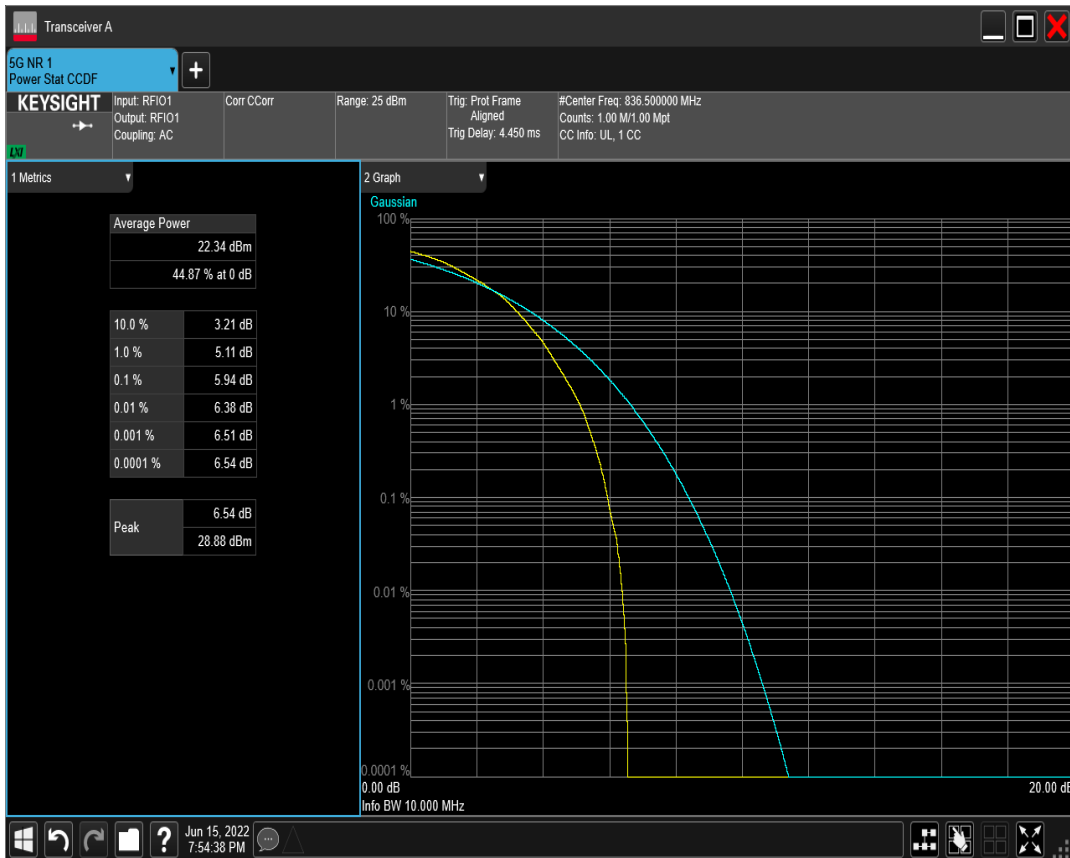 Transceiver A
5G NR 1
Power Stat CCDF
+
KEYSIGHT
LXI
Input: RFIO1
Output: RFIO1
Coupling: AC
Corr CCorr
Range: 25 dBm
Trig: Prot Frame
Aligned
Trig Delay: 4.450 ms
#Center Freq: 836.500000 MHz
Counts: 1.00 M/1.00 Mpt
CC Info: UL, 1 CC
1 Metrics
Average Power
22.34 dBm
44.87 % at 0 dB
10.0 % 3.21 dB
1.0 % 5.11 dB
0.1 % 5.94 dB
0.01 % 6.38 dB
0.001 % 6.51 dB
0.0001 % 6.54 dB
Peak
6.54 dB
28.88 dBm
2 Graph
Gaussian
100 %
10 %
1 %
0.1 %
0.01 %
0.001 %
0.0001 %
0.00 dB 20.00 dB
Info BW 10.000 MHz
?
Jun 15, 2022
7:54:38 PM